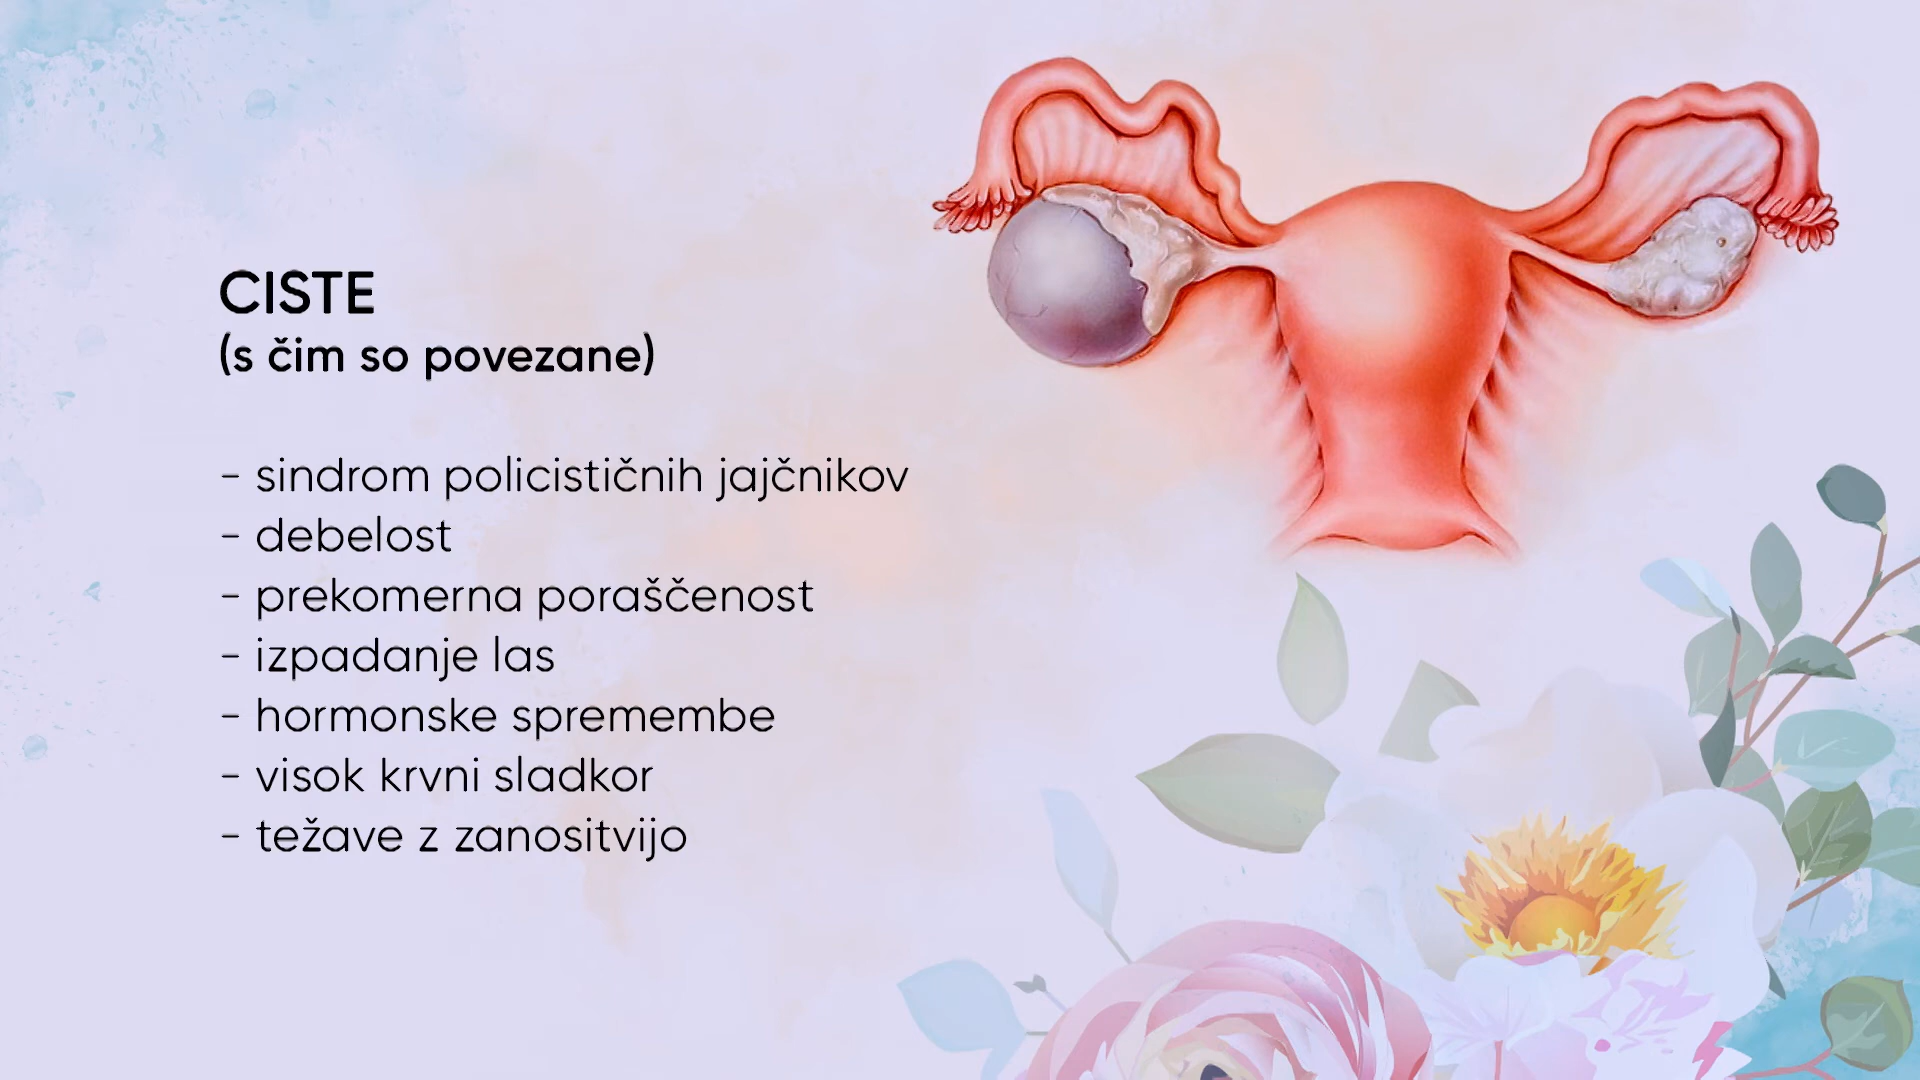 CISTE
(s čim so povezane)
- sindrom policističnih jajčnikov
- debelost
- prekomerna poraščenost
- izpadanje las
- hormonske spremembe
- visok krvni sladkor
- težave z zanositvijo